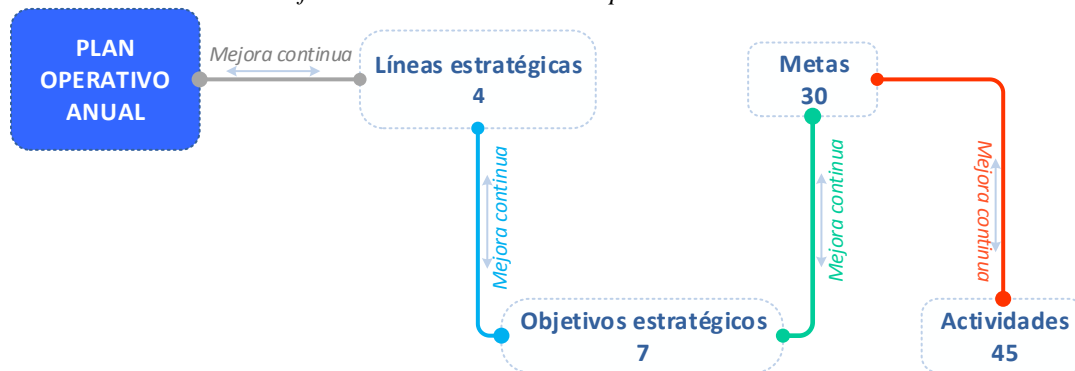 PLAN
OPERATIVO
ANUAL
Mejora continua
Líneas estratégicas
4
Mejora continua
Objetivos estratégicos
7
Mejora continua
Metas
30
Mejora continua
Actividades
45